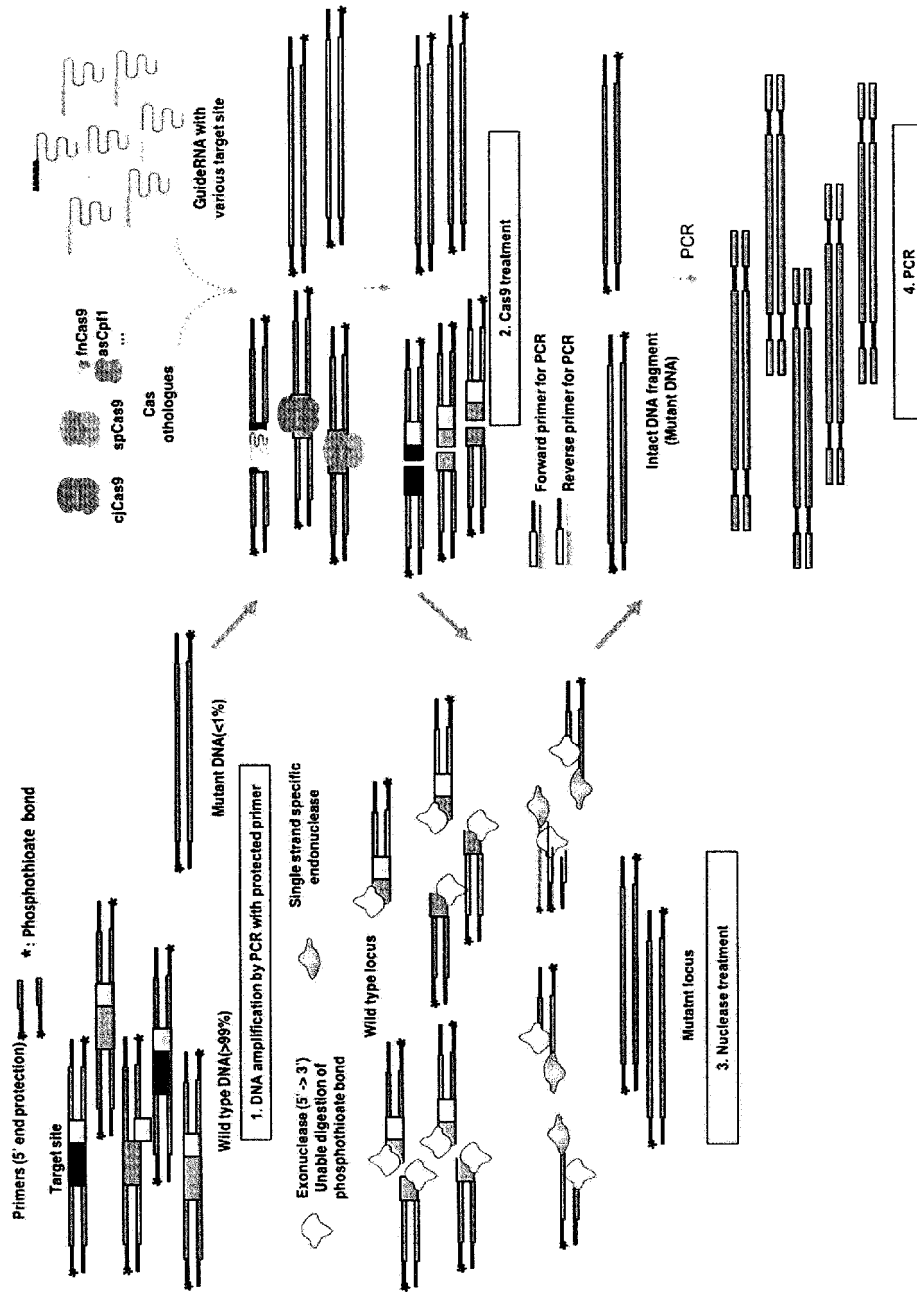 Primers (5' end protection)
*: Phosphothioate bond
Target site
Wild type DNA(>99%)
Mutant DNA(<1%)
1. DNA amplification by PCR with protected primer
cjCas9
spCas9
fnCas9
asCpf1
...
Cas
othologues
GuideRNA with
various target site
2. Cas9 treatment
Exonuclease (5' -> 3')
Unable digestion of
phosphothioate bond
Single strand specific
endonuclease
Wild type locus
Mutatnt locus
3. Nuclease treatment
Forward primer for PCR
Reverse primer for PCR
Intact DNA fragment
(Mutant DNA)
PCR
4. PCR